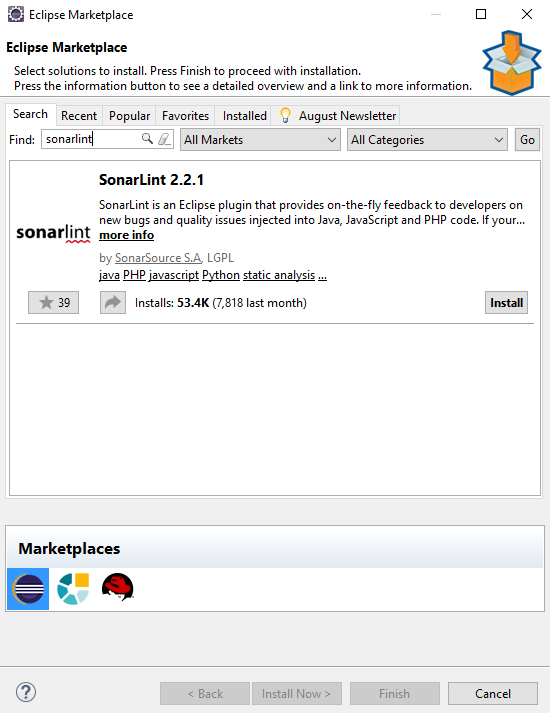 Eclipse Marketplace
Eclipse Marketplace
Select solutions to install. Press Finish to proceed with installation.
Press the information button to see a detailed overview and a link to more information.
Search Recent Popular Favorites Installed August Newsletter
Find: sonarlint All Markets All Categories Go
SonarLint 2.2.1
SonarLint is an Eclipse plugin that provides on-the-fly feedback to developers on
new bugs and quality issues injected into Java, JavaScript and PHP code. If your...
sonarlint
more info
by SonarSource S.A, LGPL
java PHP javascript Python static analysis ...
39 Installs: 53.4K (7,818 last month) Install
Marketplaces
? < Back Install Now > Finish Cancel